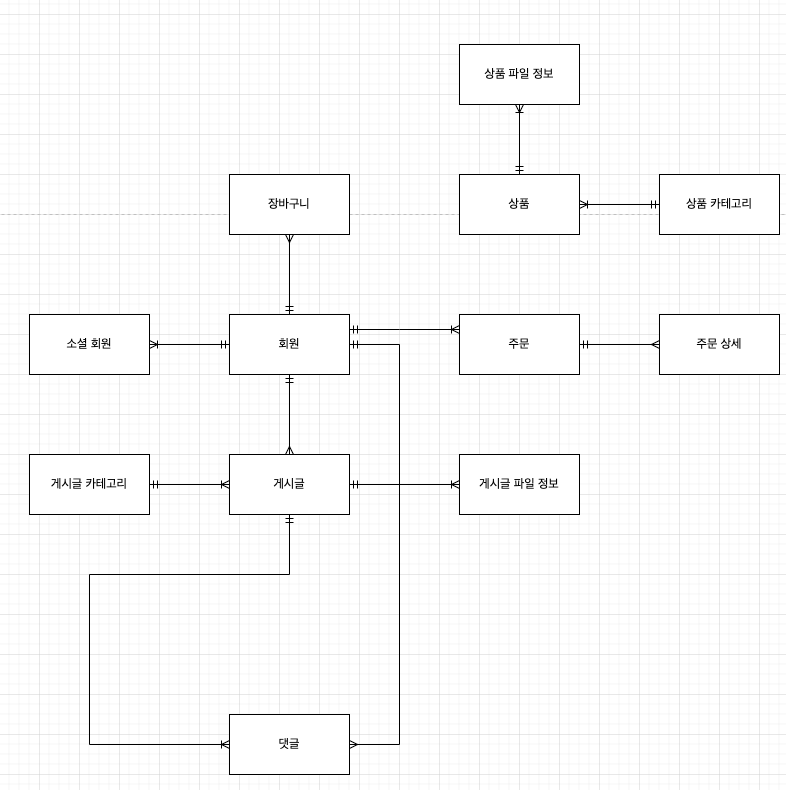 상품 파일 정보
장바구니
상품
상품 카테고리
소셜 회원
회원
주문
주문 상세
게시글 카테고리
게시글
게시글 파일 정보
댓글